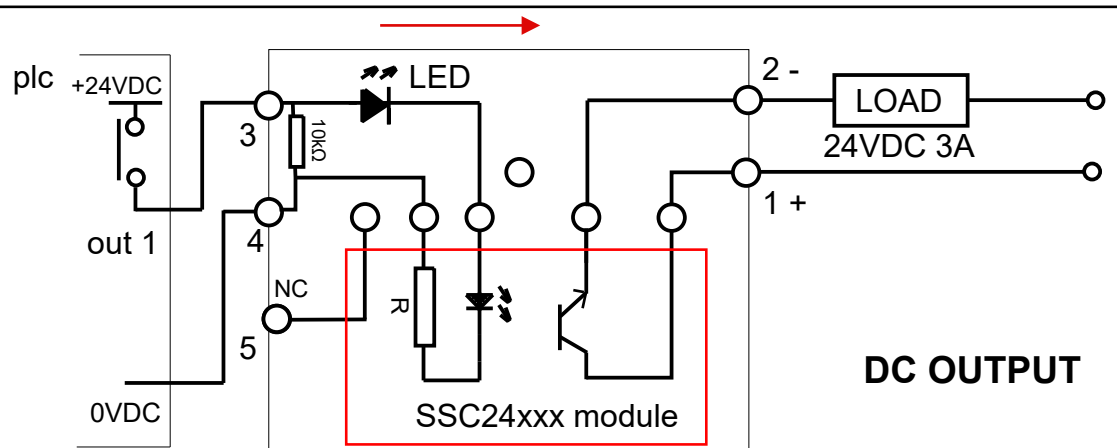 plc
+24VDC
LED
2 -
LOAD
3
10kΩ
24VDC 3A
1 +
out 1
4
NC
R
5
DC OUTPUT
0VDC
SSC24xxx module